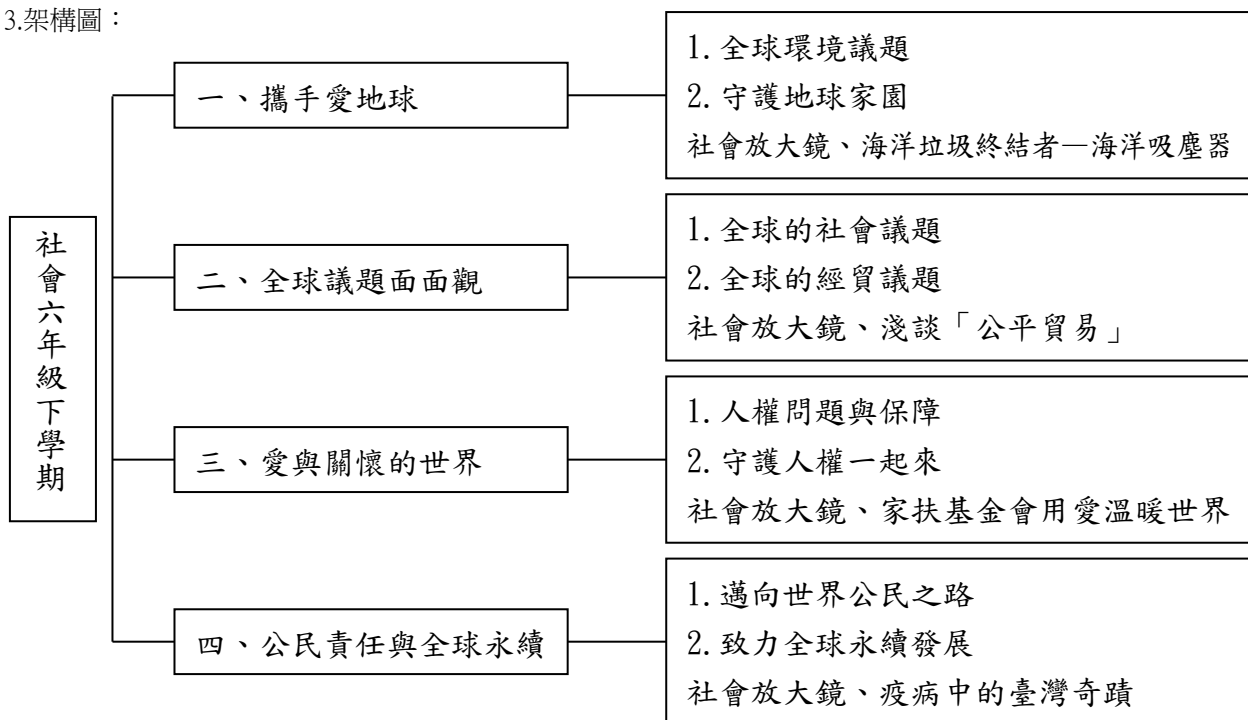 3.架構圖：
社會六年級下學期
一、攜手愛地球
1.全球環境議題
2.守護地球家園
社會放大鏡、海洋垃圾終結者—海洋吸塵器
二、全球議題面面觀
1.全球的社會議題
2.全球的經貿議題
社會放大鏡、淺談「公平貿易」
三、愛與關懷的世界
1.人權問題與保障
2.守護人權一起來
社會放大鏡、家扶基金會用愛溫暖世界
四、公民責任與全球永續
1.邁向世界公民之路
2.致力全球永續發展
社會放大鏡、疫病中的臺灣奇蹟